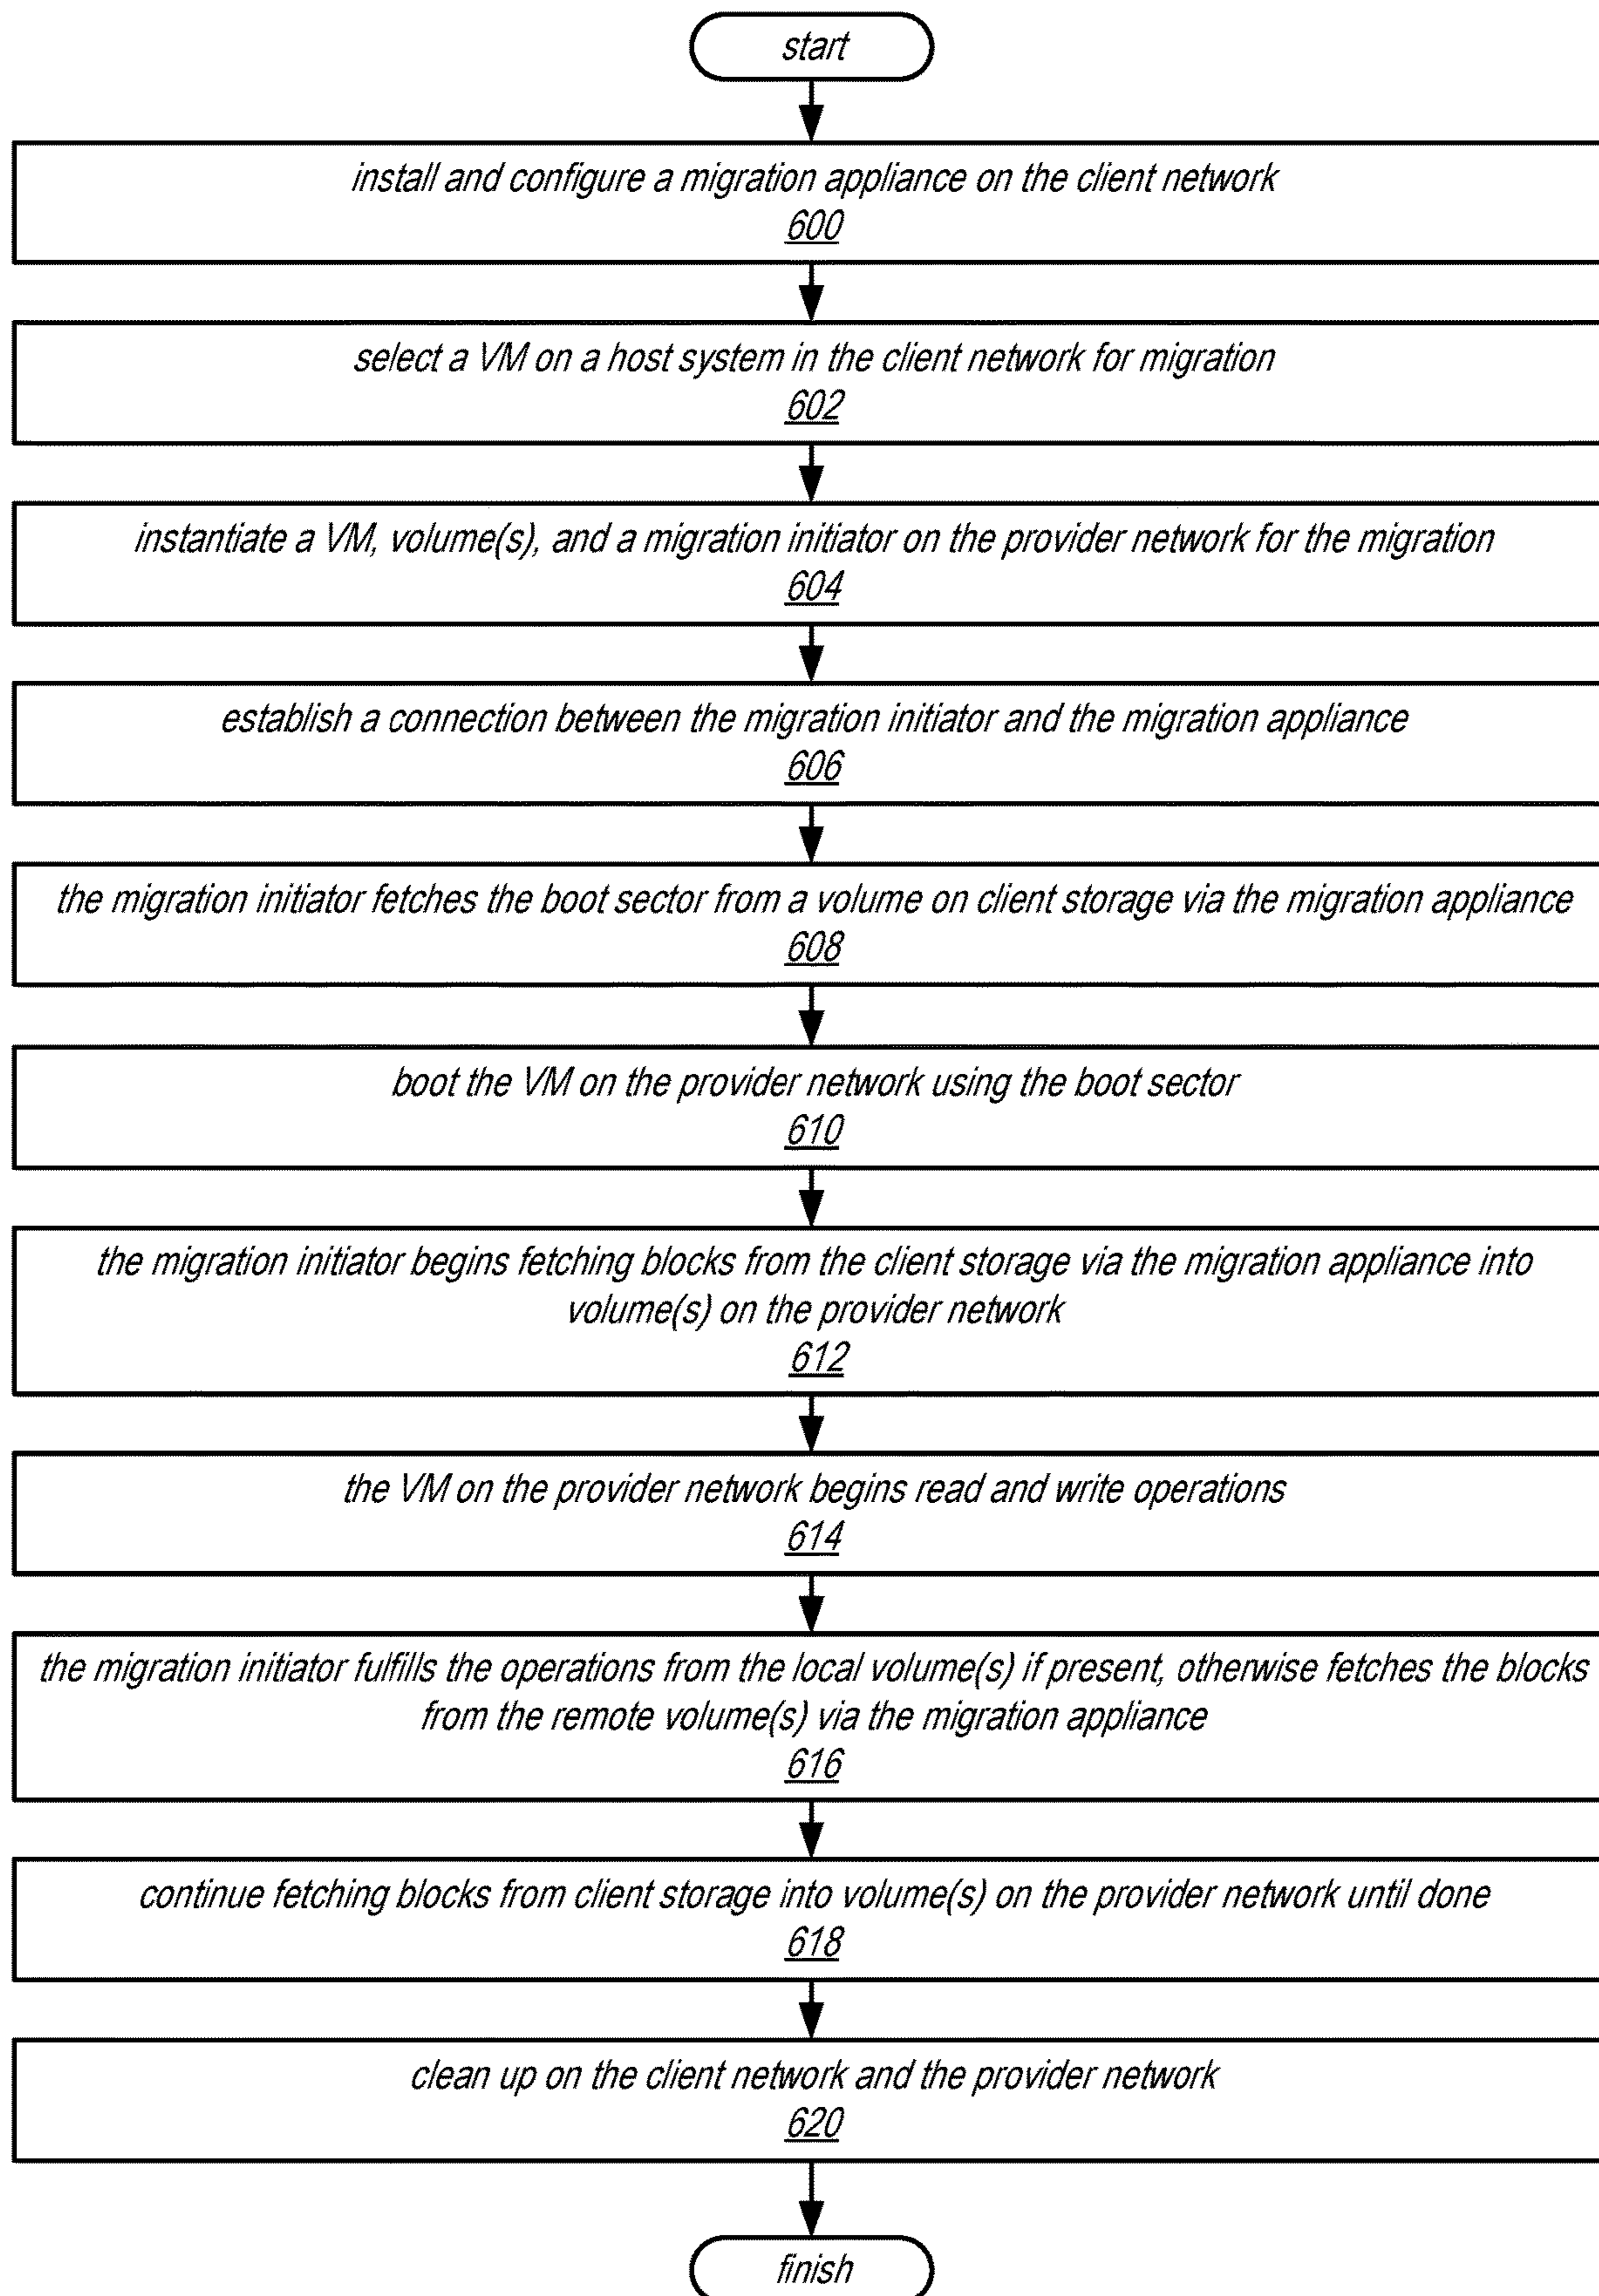 start
install and configure a migration appliance on the client network
600
select a VM on a host system in the client network for migration
602
instantiate a VM, volume(s), and a migration initiator on the provider network for the migration
604
establish a connection between the migration initiator and the migration appliance
606
the migration initiator fetches the boot sector from a volume on client storage via the migration appliance
608
boot the VM on the provider network using the boot sector
610
the migration initiator begins fetching blocks from the client storage via the migration appliance into
volume(s) on the provider network
612
the VM on the provider network begins read and write operations
614
the migration initiator fulfills the operations from the local volume(s) if present, otherwise fetches the blocks
from the remote volume(s) via the migration appliance
616
continue fetching blocks from client storage into volume(s) on the provider network until done
618
clean up on the client network and the provider network
620
finish